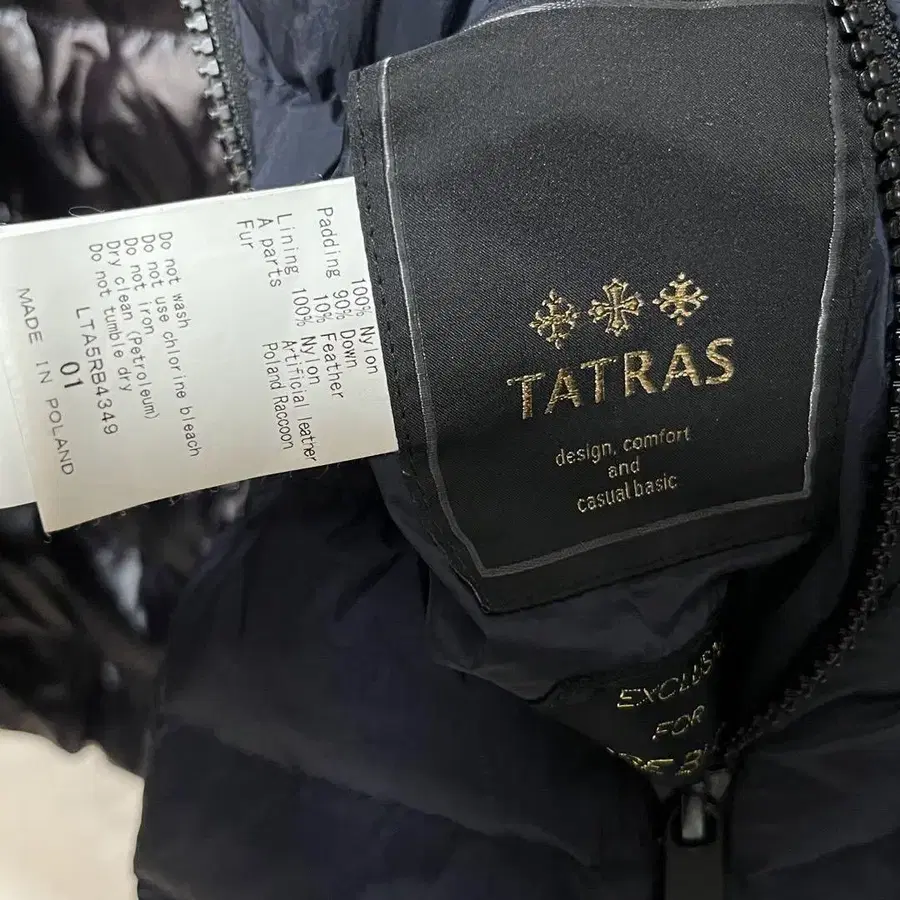 TATRAS
design, comfort
and
casual basic
EXCLUSIV
FOR
100% Nylon
Padding 90% Down
10% Feather
Lining 100% Nylon
A parts Artificial leather
Fur Poland Raccoon
Do not wash
Do not use chlorine bleach
Do not iron
Dry clean (Petroleum)
Do not tumble dry
LTA5RB4349
01
MADE IN POLAND